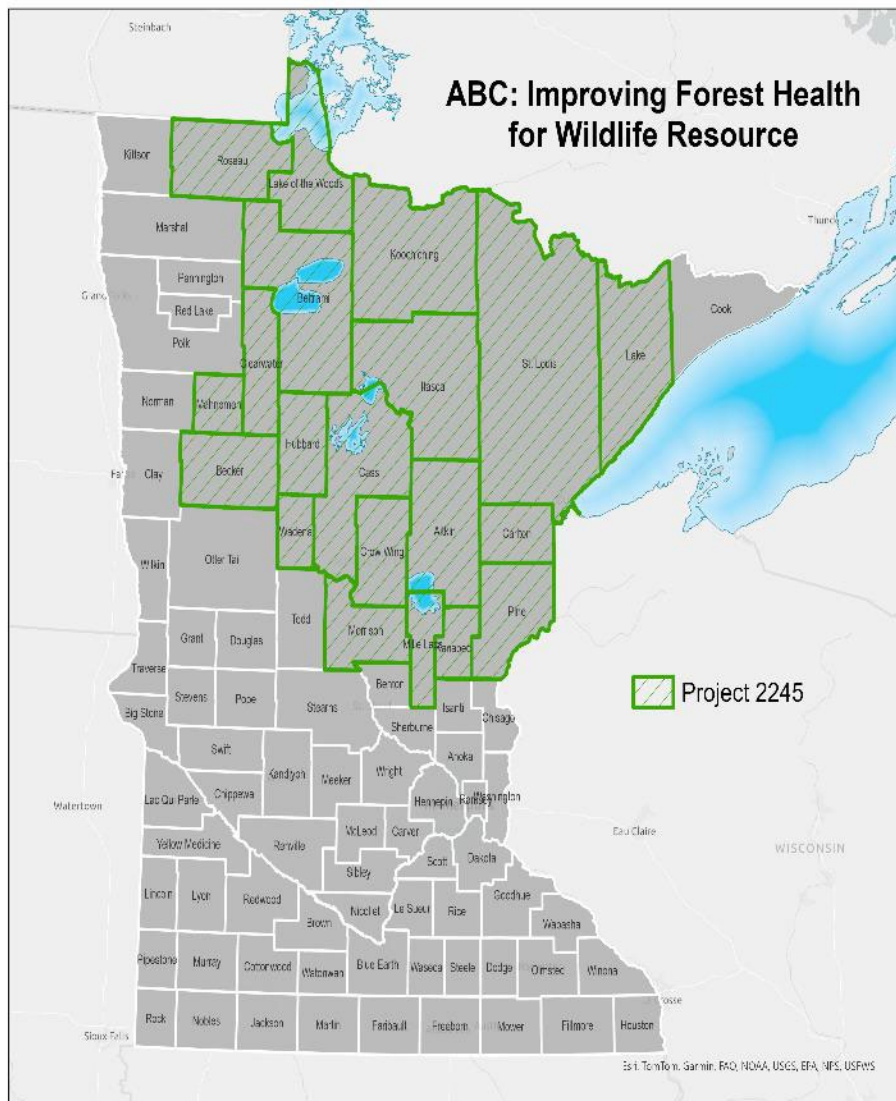 Steinbach
ABC: Improving Forest Health
for Wildlife Resource
Kittson
Roseau
Lake of the Woods
Thund
Marshal
Koochiching
Pennington
Grand Forks
Red Lake
Beltrami
Cook
Polk
Clearwater
Itasca
St. Louis
Lake
Norman
Mahnomen
Hubbard
Cass
Clay
Becker
Wadena
Crow Wing
Aitkin
Carlton
Wilkin
Otter Tail
Todd
Morrison
Mille Lacs
Kanabec
Pine
Grant
Douglas
Traverse
Stevens
Pope
Stearns
Benton
Isanti
Chisago
Project 2245
Big Stone
Sherburne
Swift
Kandiyohi
Meeker
Wright
Anoka
Hennepin
Ramsey
Washington
Watertown
Lac Qui Parle
Chippewa
McLeod
Carver
Eau Claire
WISCONSIN
Yellow Medicine
Renville
Scott
Dakota
Sibley
Lincoln
Lyon
Redwood
Nicollet
Le Sueur
Rice
Goodhue
Brown
Wabasha
Pipestone
Murray
Cottonwood
Watonwan
Blue Earth
Waseca
Steele
Dodge
Olmsted
Winona
Rock
Nobles
Jackson
Martin
Faribault
Freeborn
Mower
Fillmore
Houston
Crosse
Sioux Falls
Esri, TomTom, Garmin, FAO, NOAA, USGS, EPA, NPS, USFWS